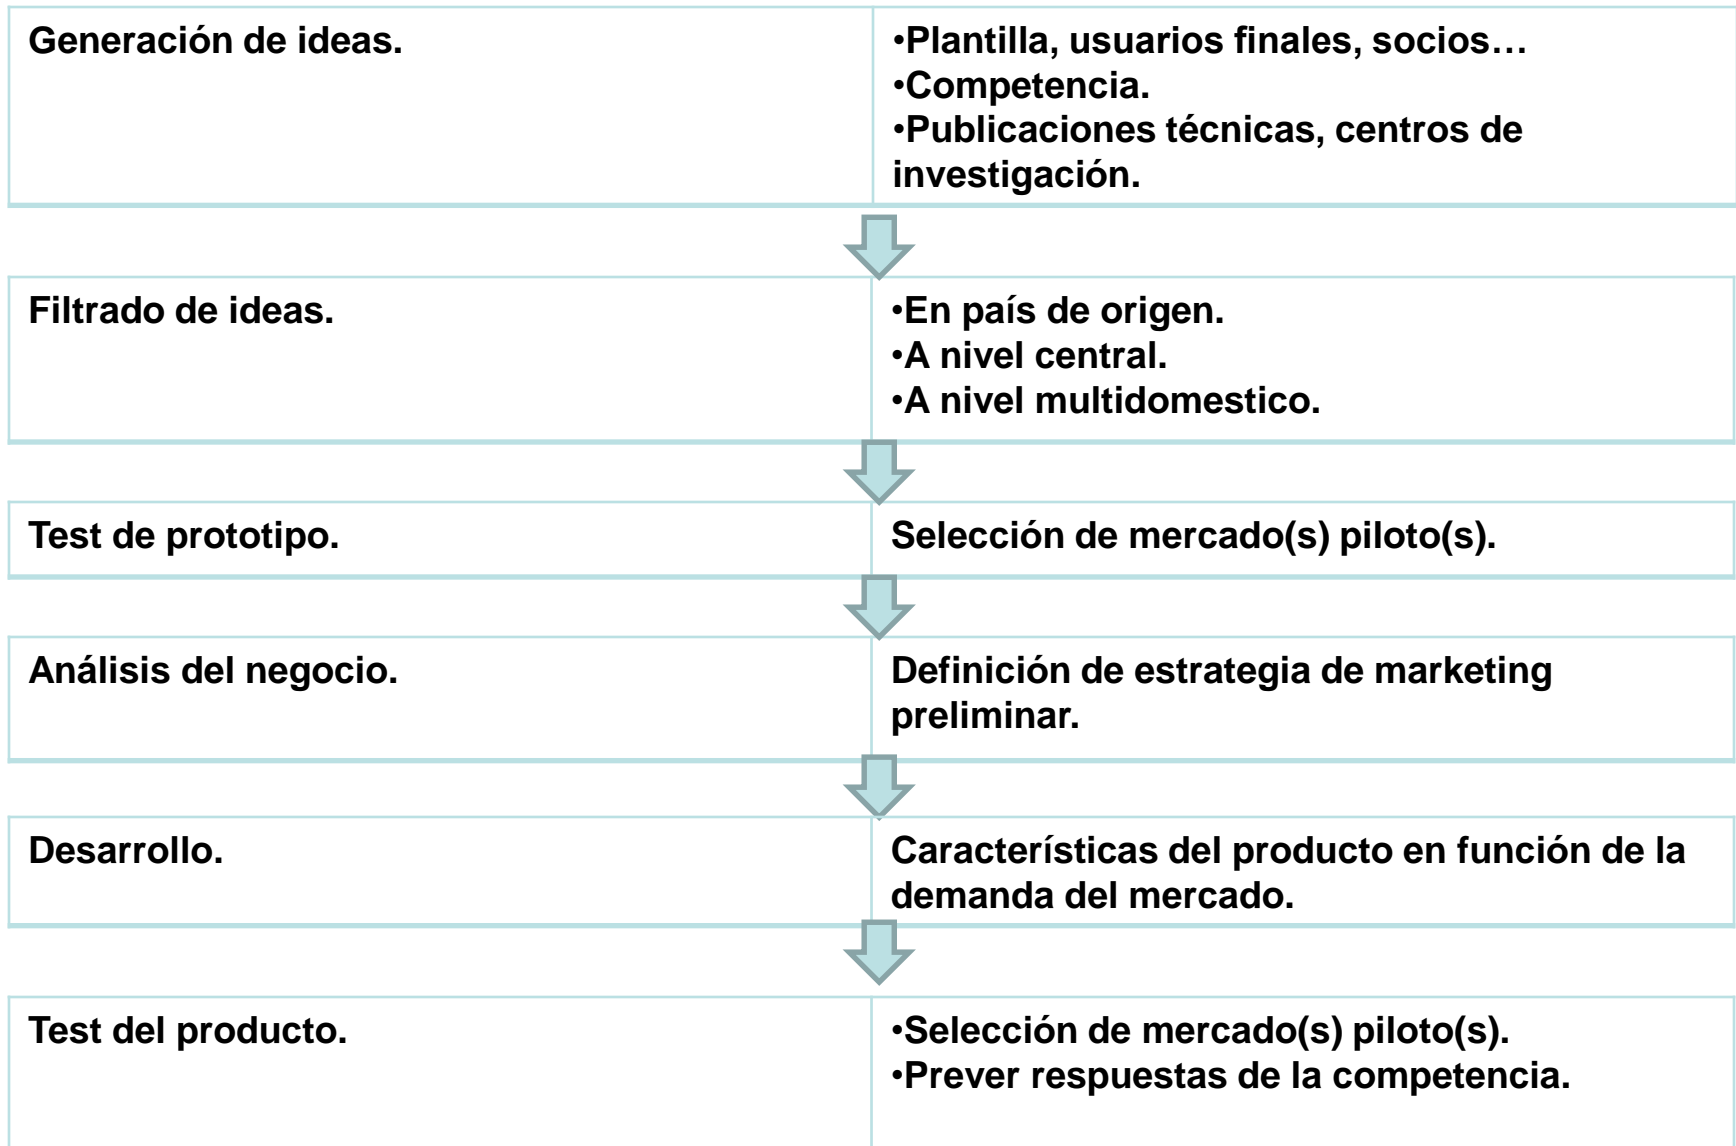 Generación de ideas.
•Plantilla, usuarios finales, socios…
•Competencia.
•Publicaciones técnicas, centros de
investigación.
Filtrado de ideas.
•En país de origen.
•A nivel central.
•A nivel multidomestico.
Test de prototipo.
Selección de mercado(s) piloto(s).
Análisis del negocio.
Definición de estrategia de marketing
preliminar.
Desarrollo.
Características del producto en función de la
demanda del mercado.
Test del producto.
•Selección de mercado(s) piloto(s).
•Prever respuestas de la competencia.